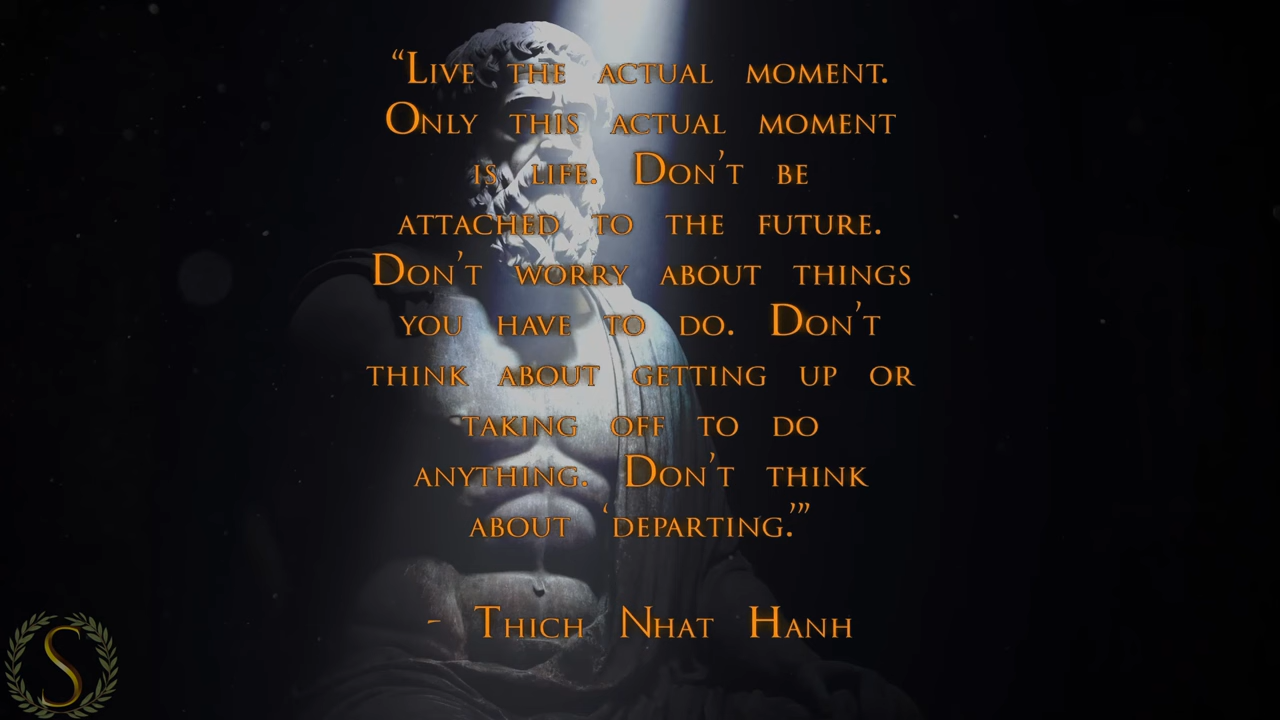 “Live the actual moment.
Only this actual moment
is life. Don’t be
attached to the future.
Don’t worry about things
you have to do. Don’t
think about getting up or
taking off to do
anything. Don’t think
about ‘departing.’”
- Thich Nhat Hanh
S